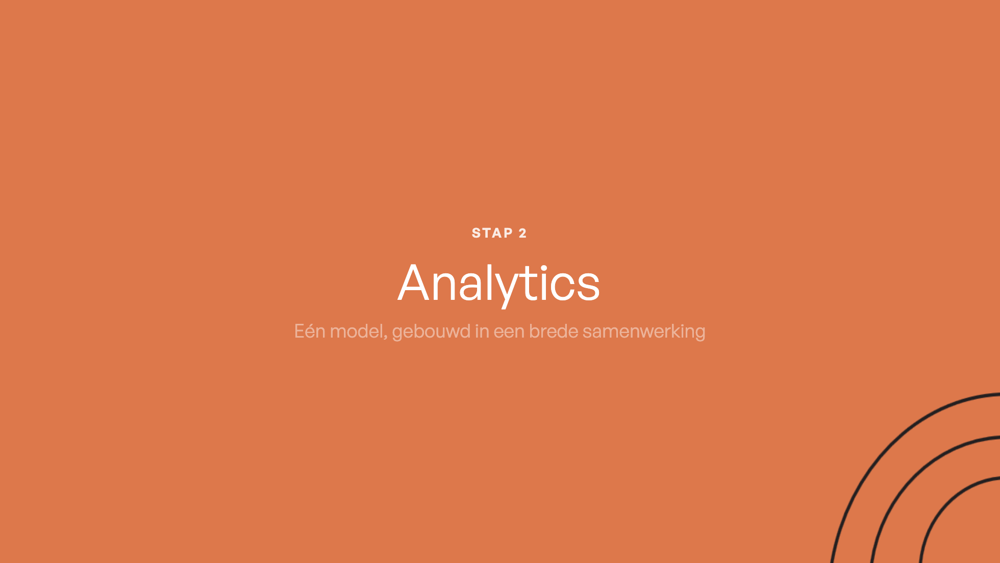 STAP 2
Analytics
Eén model, gebouwd in een brede samenwerking